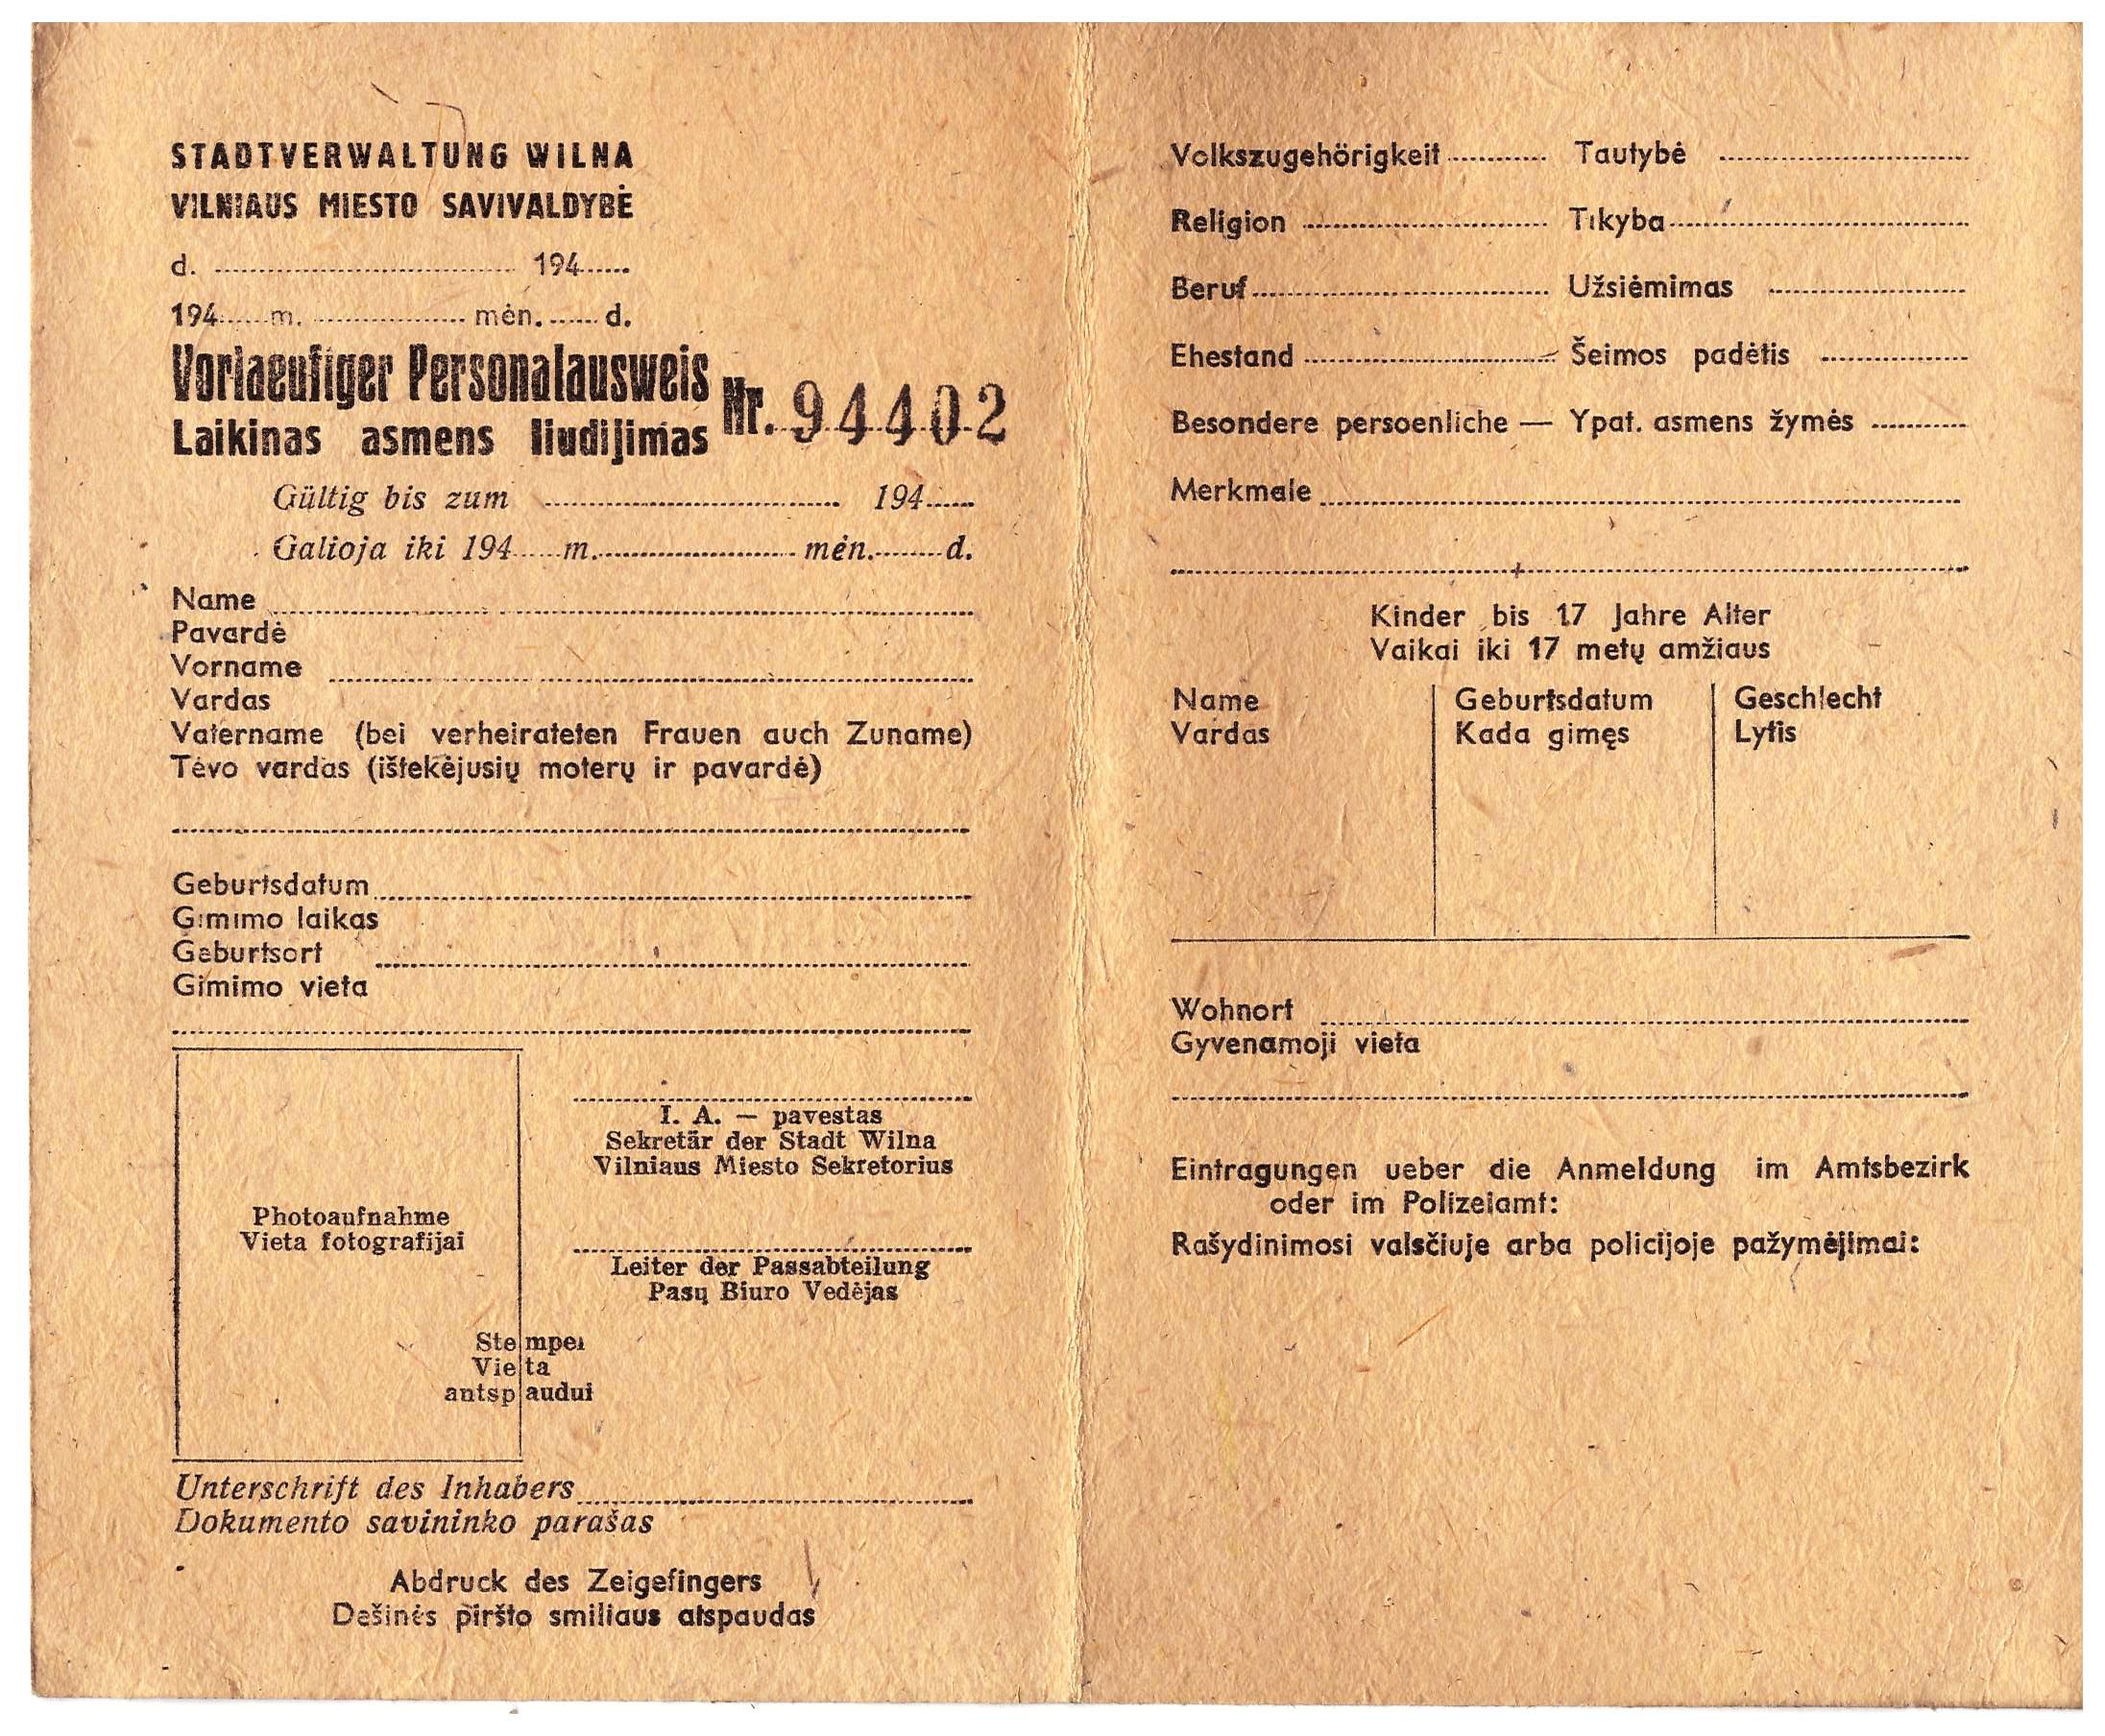 STADTVERWALTUNG WILNA
VILNIAUS MIESTO SAVIVALDYBĖ
d. ........ 194......
194......m. ........ mėn. ...... d.
Vorlaeufiger Personalausweis
Laikinas asmens liudijimas
Nr. 94402
Gültig bis zum ........ 194......
Galioja iki 194......m. ........ mėn. ...... d.
Name ........
Pavardė
Vorname ........
Vardas
Vatername (bei verheirateten Frauen auch Zuname)
Tėvo vardas (ištekėjusių moterų ir pavardė)
Geburtsdatum ........
Gimimo laikas
Geburtsort ........
Gimimo vieta
I. A. — pavestas
Sekretär der Stadt Wilna
Vilniaus Miesto Sekretorius
Photoaufnahme
Vieta fotografijai
Leiter der Passabteilung
Pasų Biuro Vedėjas
Stempel
Vieta
antspaudui
Unterschrift des Inhabers ........
Dokumento savininko parašas
Abdruck des Zeigefingers
Dešinės piršto smiliaus atspaudas
Volkszugehörigkeit ........ Tautybė ........
Religion ........ Tikyba ........
Beruf ........ Užsiėmimas ........
Ehestand ........ Šeimos padėtis ........
Besondere persoenliche — Ypat. asmens žymės ........
Merkmale ........
Kinder bis 17 Jahre Alter
Vaikai iki 17 metų amžiaus
Name Geburtsdatum Geschlecht
Vardas Kada gimęs Lytis
Wohnort ........
Gyvenamoji vieta
Eintragungen ueber die Anmeldung im Amtsbezirk
oder im Polizeiamt:
Rašydinimosi valsčiuje arba policijoje pažymėjimai: